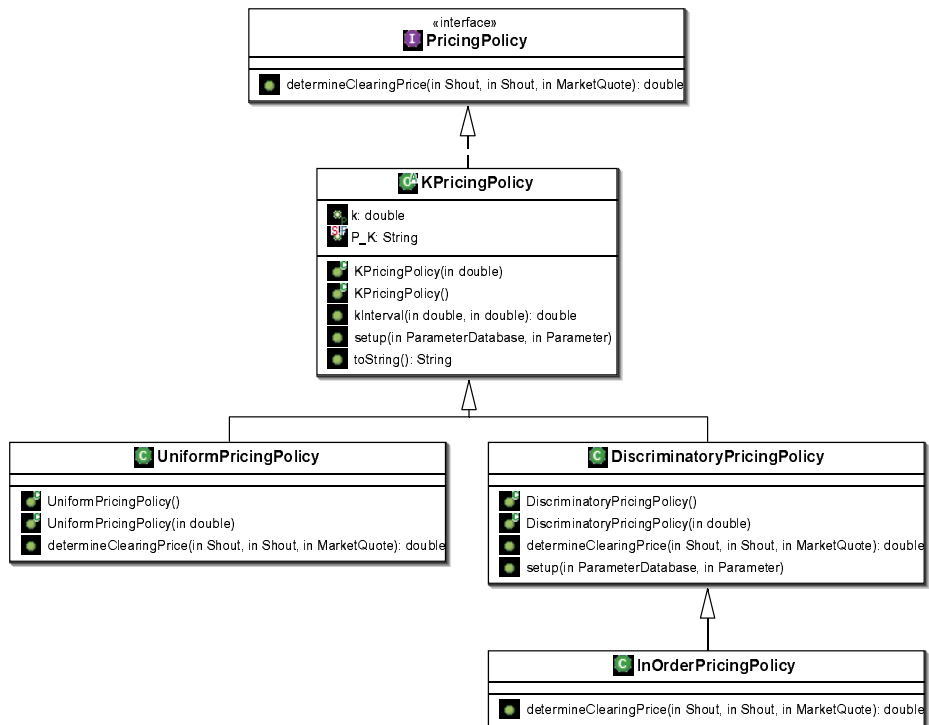 «interface»
I PricingPolicy
determineClearingPrice(in Shout, in Shout, in MarketQuote): double
C A KPricingPolicy
k: double
S F P_K: String
C KPricingPolicy(in double)
C KPricingPolicy()
kInterval(in double, in double): double
setup(in ParameterDatabase, in Parameter)
toString(): String
C UniformPricingPolicy
C UniformPricingPolicy()
C UniformPricingPolicy(in double)
determineClearingPrice(in Shout, in Shout, in MarketQuote): double
C DiscriminatoryPricingPolicy
C DiscriminatoryPricingPolicy()
C DiscriminatoryPricingPolicy(in double)
determineClearingPrice(in Shout, in Shout, in MarketQuote): double
setup(in ParameterDatabase, in Parameter)
C InOrderPricingPolicy
determineClearingPrice(in Shout, in Shout, in MarketQuote): double